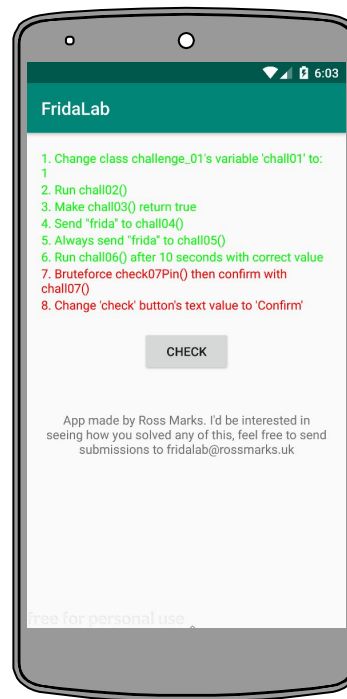 6:03
FridaLab
1. Change class challenge_01's variable 'chall01' to:
1
2. Run chall02()
3. Make chall03() return true
4. Send "frida" to chall04()
5. Always send "frida" to chall05()
6. Run chall06() after 10 seconds with correct value
7. Bruteforce check07Pin() then confirm with
chall07()
8. Change 'check' button's text value to 'Confirm'
CHECK
App made by Ross Marks. I'd be interested in
seeing how you solved any of this, feel free to send
submissions to fridalab@rossmarks.uk
free for personal use